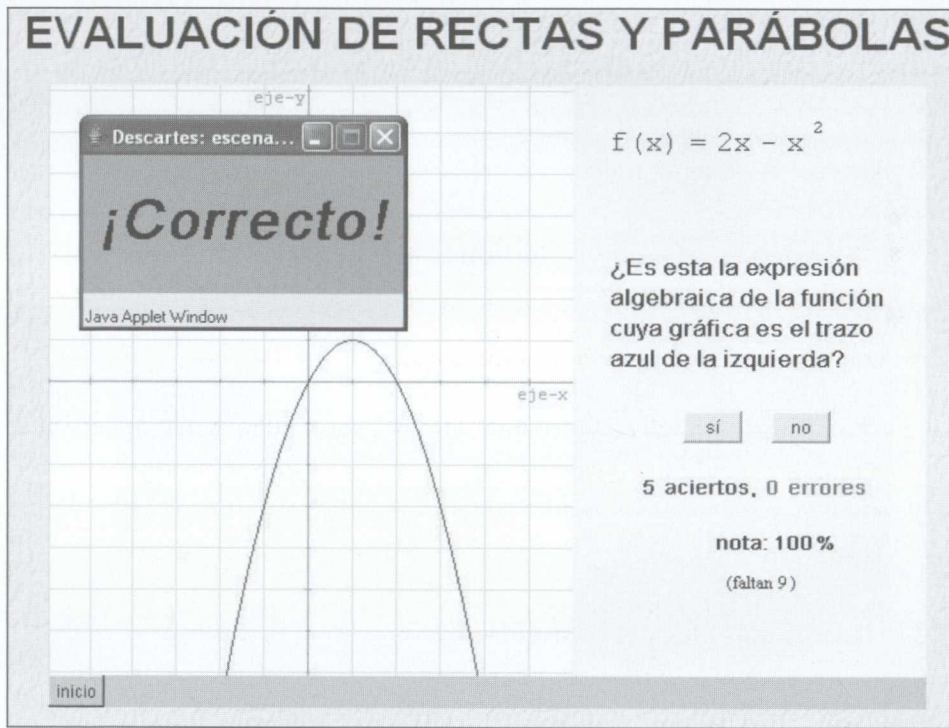 EVALUACIÓN DE RECTAS Y PARÁBOLAS
eje-y
Descartes: escena...
¡Correcto!
Java Applet Window
eje-x
f(x) = 2x - x²
¿Es esta la expresión
algebraica de la función
cuya gráfica es el trazo
azul de la izquierda?
sí no
5 aciertos, 0 errores
nota: 100%
(faltan 9)
inicio